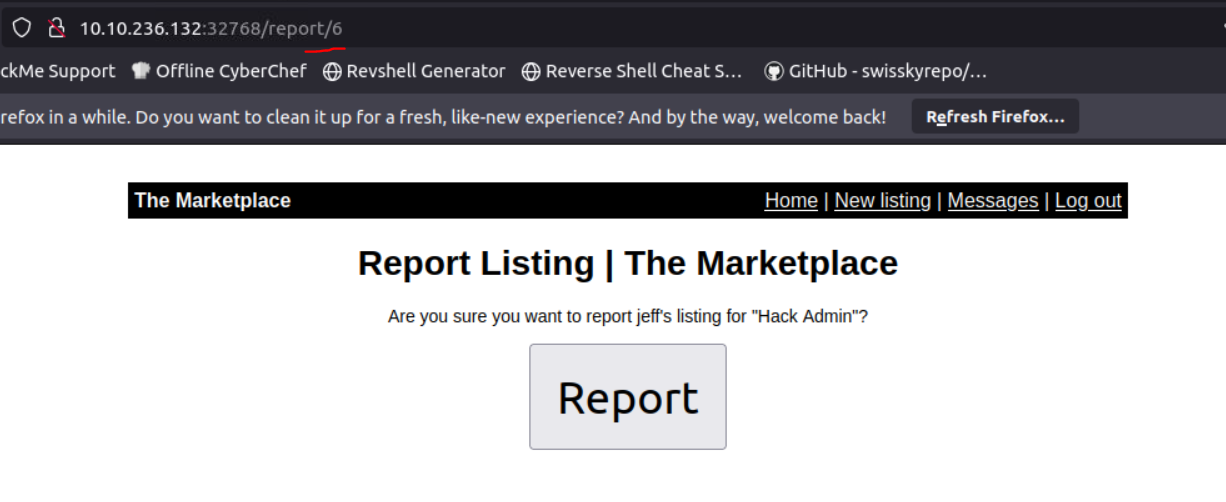 10.10.236.132:32768/report/6
ckMe Support Offline CyberChef Revshell Generator Reverse Shell Cheat S... GitHub - swisskyrepo/...
refox in a while. Do you want to clean it up for a fresh, like-new experience? And by the way, welcome back! Refresh Firefox...
The Marketplace Home | New listing | Messages | Log out
Report Listing | The Marketplace
Are you sure you want to report jeff's listing for "Hack Admin"?
Report